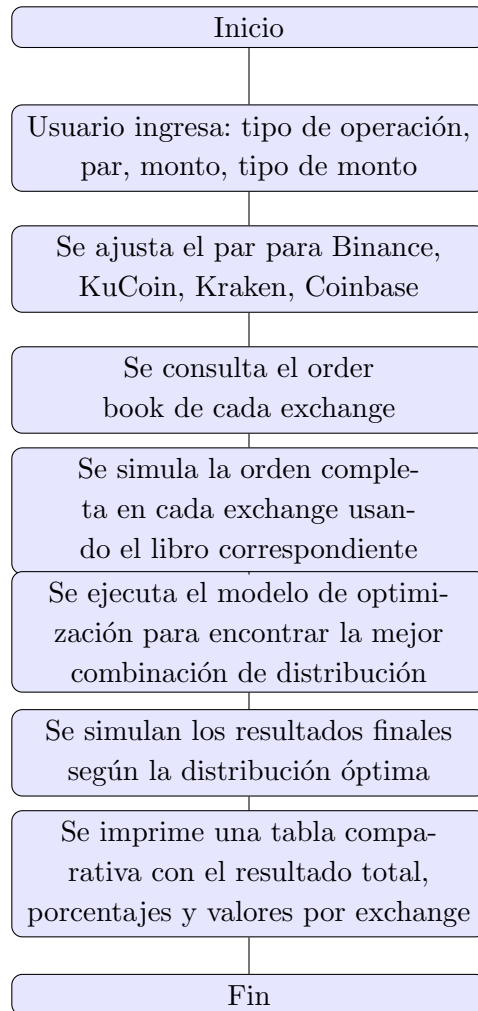 Inicio
Usuario ingresa: tipo de operación,
par, monto, tipo de monto
Se ajusta el par para Binance,
KuCoin, Kraken, Coinbase
Se consulta el order
book de cada exchange
Se simula la orden comple-
ta en cada exchange usan-
do el libro correspondiente
Se ejecuta el modelo de optimi-
zación para encontrar la mejor
combinación de distribución
Se simulan los resultados finales
según la distribución óptima
Se imprime una tabla compa-
rativa con el resultado total,
porcentajes y valores por exchange
Fin